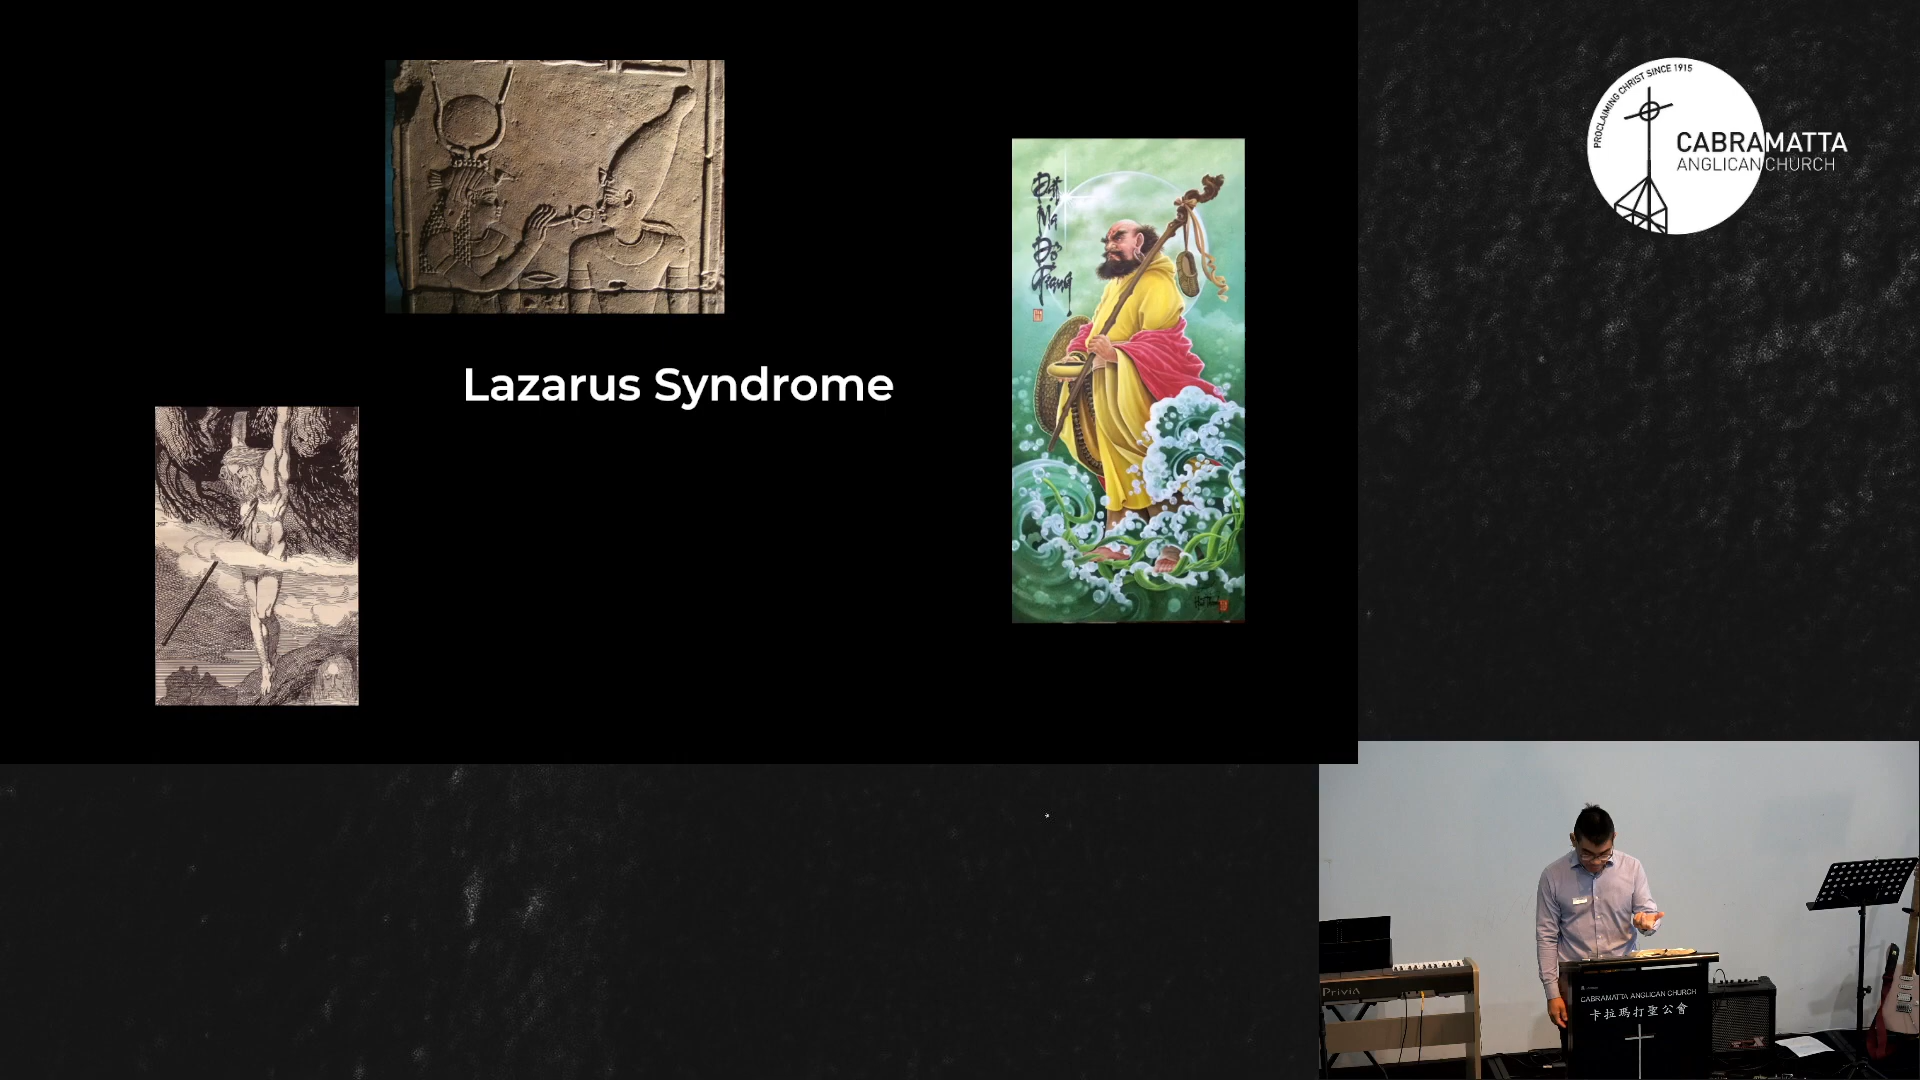 PROCLAIMING CHRIST SINCE 1915
CABRAMATTA
ANGLICAN CHURCH
Đạt
Ma
Độ
Giang
Lazarus Syndrome
Privia
CABRAMATTA ANGLICAN CHURCH
卡拉瑪打聖公會